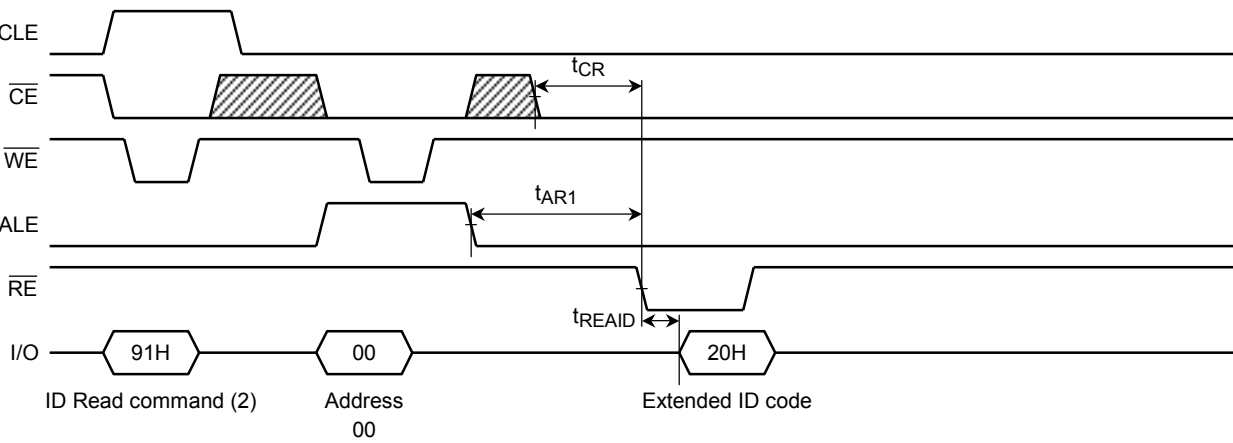 CLE
CE
tCR
WE
tAR1
ALE
RE
tREAID
I/O 91H 00 20H
ID Read command (2) Address Extended ID code
00